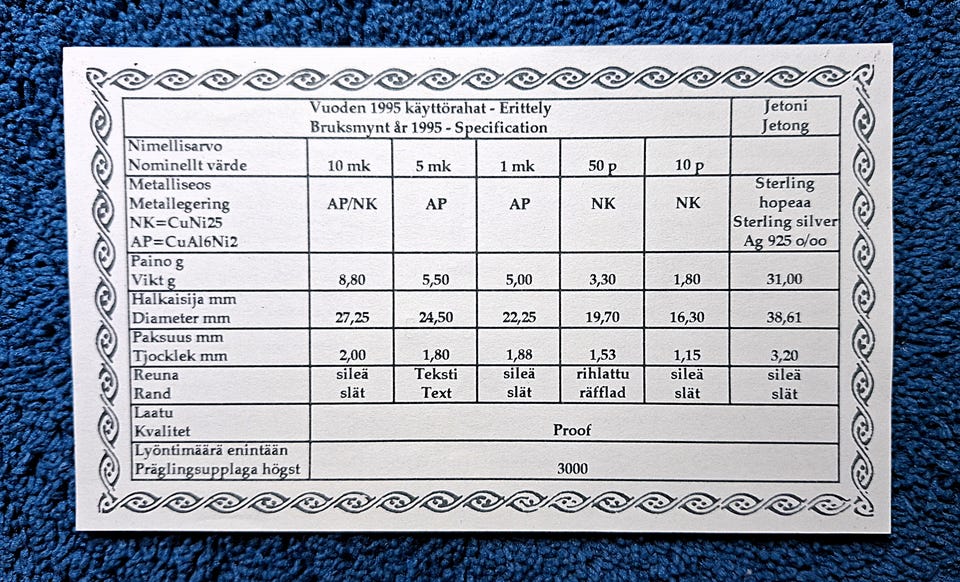 Vuoden 1995 käyttörahat - Erittely
Bruksmynt år 1995 - Specification
Jetoni
Jetong
Nimellisarvo
Nominellt värde 10 mk 5 mk 1 mk 50 p 10 p
Metalliseos
Metallegering
NK=CuNi25
AP=CuAl6Ni2
AP/NK AP AP NK NK
Sterling
hopeaa
Sterling silver
Ag 925 o/oo
Paino g
Vikt g 8,80 5,50 5,00 3,30 1,80 31,00
Halkaisija mm
Diameter mm 27,25 24,50 22,25 19,70 16,30 38,61
Paksuus mm
Tjocklek mm 2,00 1,80 1,88 1,53 1,15 3,20
Reuna sileä Teksti sileä rihlattu sileä sileä
Rand slät Text slät räfflad slät slät
Laatu
Kvalitet Proof
Lyöntimäärä enintään
Präglingsupplaga högst 3000